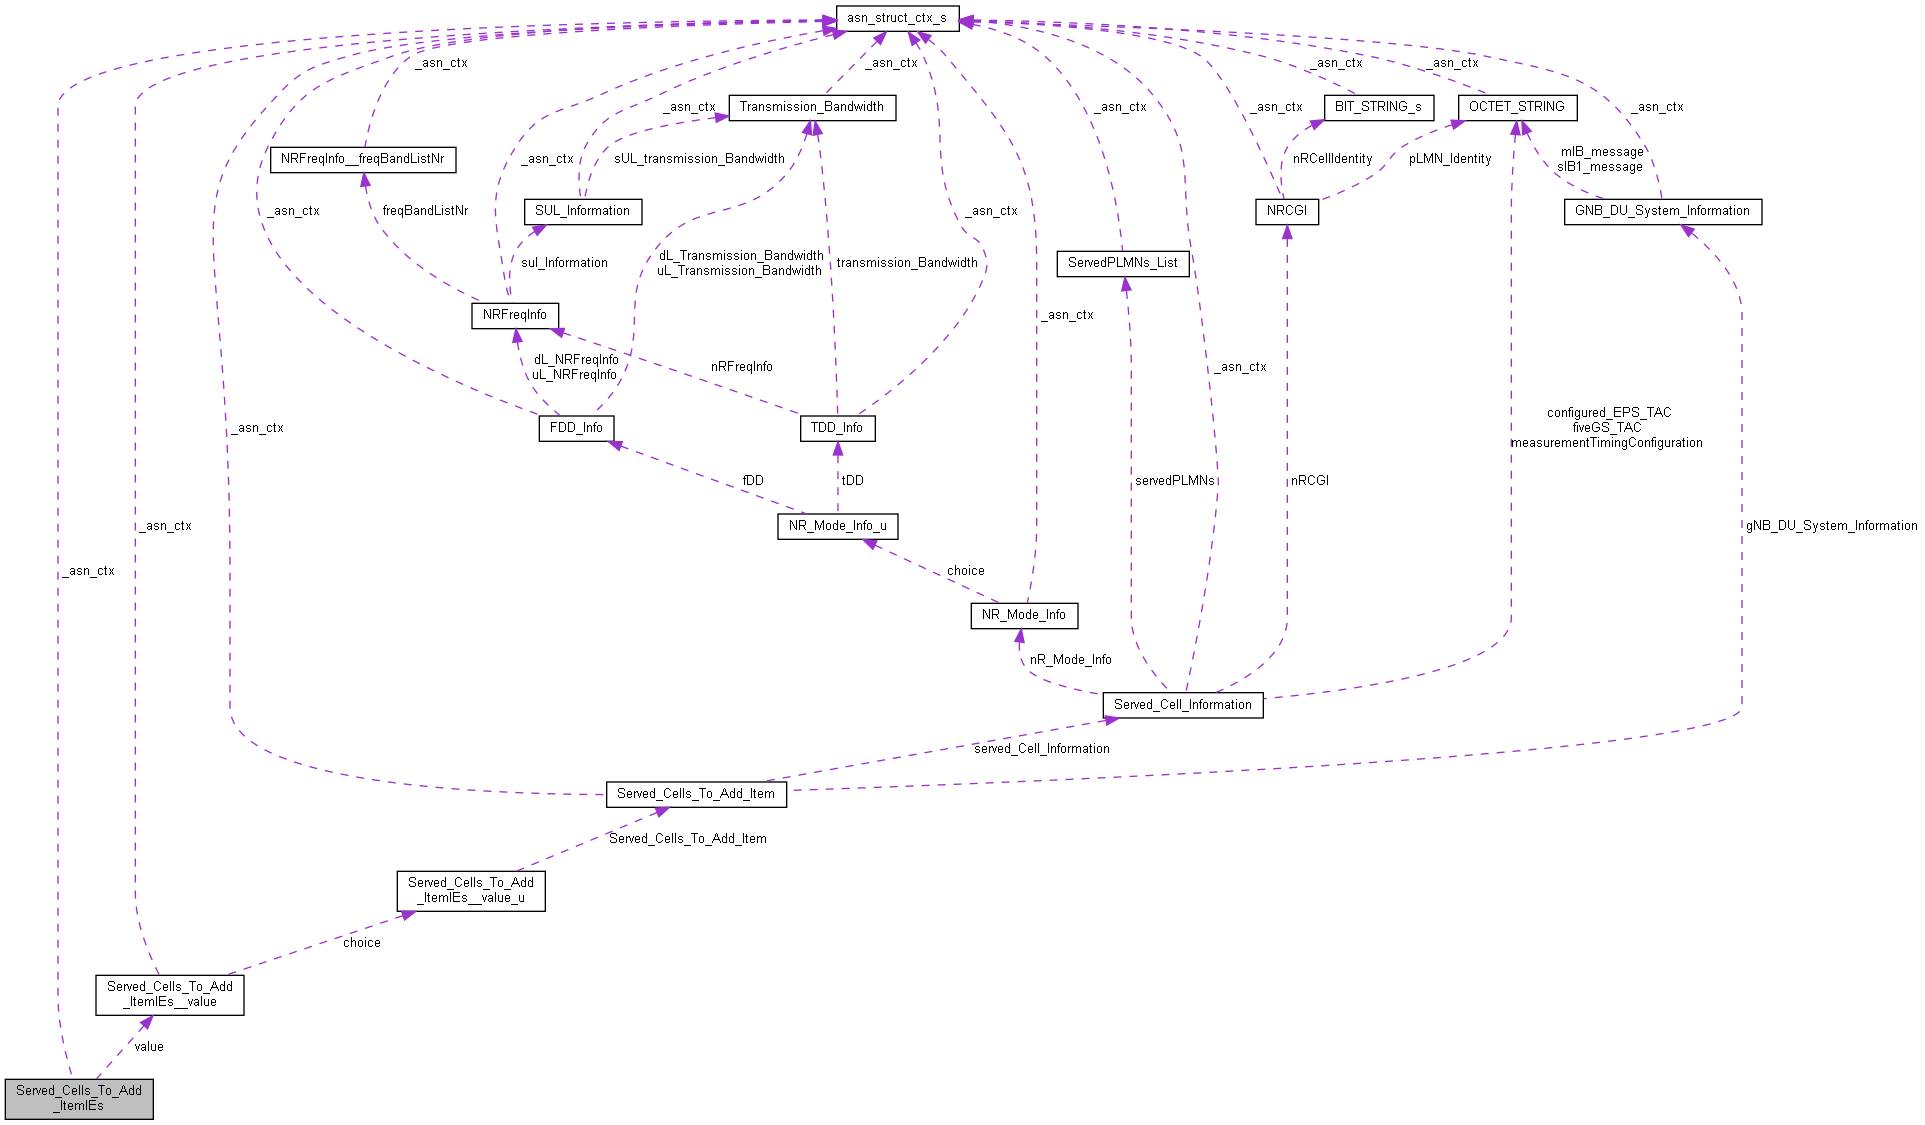 asn_struct_ctx_s
_asn_ctx
_asn_ctx
_asn_ctx
_asn_ctx
Transmission_Bandwidth
BIT_STRING_s
OCTET_STRING
_asn_ctx
_asn_ctx
_asn_ctx
_asn_ctx
NRFreqInfo__freqBandListNr
_asn_ctx
sUL_transmission_Bandwidth
nRCellIdentity
pLMN_Identity
mIB_message
sIB1_message
_asn_ctx
freqBandListNr
SUL_Information
_asn_ctx
NRCGI
GNB_DU_System_Information
sul_Information
dL_Transmission_Bandwidth
uL_Transmission_Bandwidth
transmission_Bandwidth
ServedPLMNs_List
NRFreqInfo
_asn_ctx
dL_NRFreqInfo
uL_NRFreqInfo
nRFreqInfo
_asn_ctx
_asn_ctx
FDD_Info
TDD_Info
configured_EPS_TAC
fiveGS_TAC
measurementTimingConfiguration
fDD
tDD
servedPLMNs
nRCGI
_asn_ctx
NR_Mode_Info_u
gNB_DU_System_Information
_asn_ctx
choice
NR_Mode_Info
nR_Mode_Info
Served_Cell_Information
served_Cell_Information
Served_Cells_To_Add_Item
Served_Cells_To_Add_Item
Served_Cells_To_Add
_ItemIEs__value_u
choice
Served_Cells_To_Add
_ItemIEs__value
value
Served_Cells_To_Add
_ItemIEs